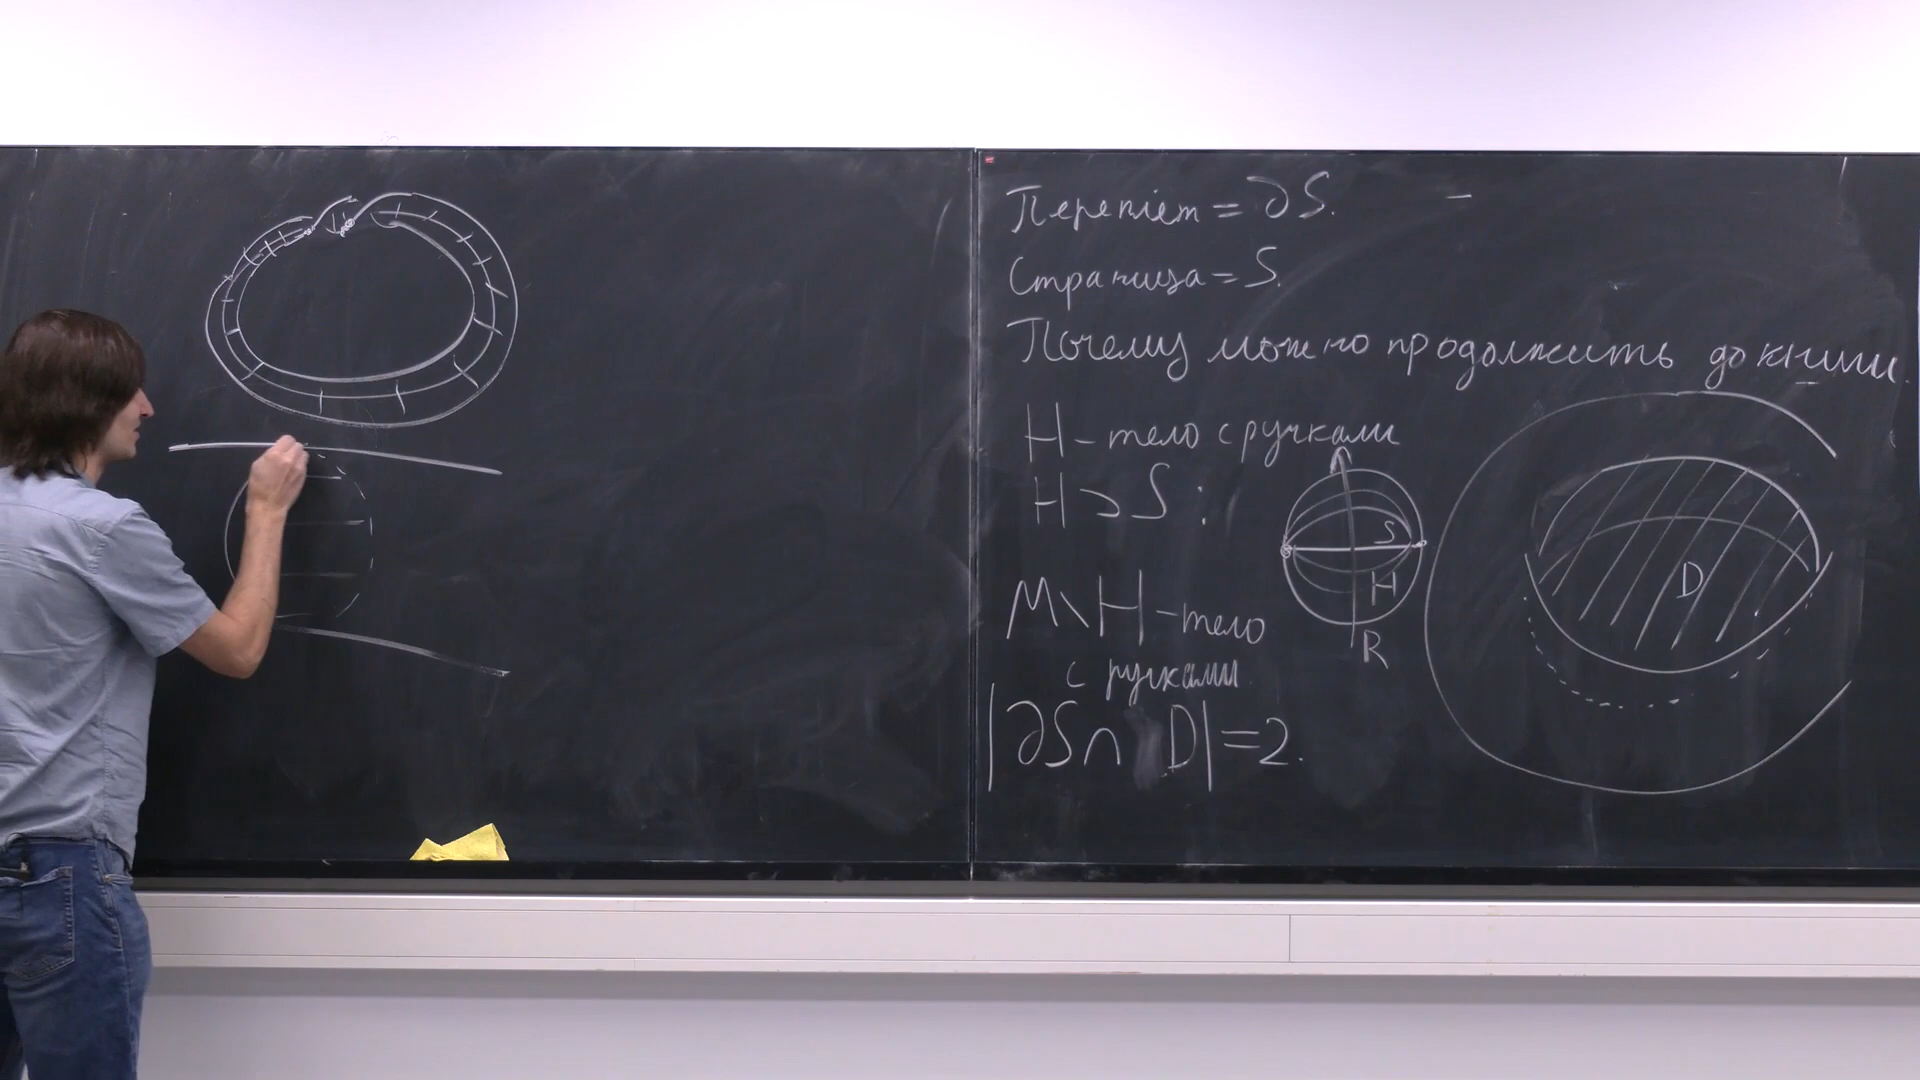 Переплёт = ∂S.
Страница = S.
Почему можно продолжить до книги.
H – тело с ручками
H ⊃ S :
S
H
R
M \ H – тело
с ручками
|∂S ∩ D| = 2.
D